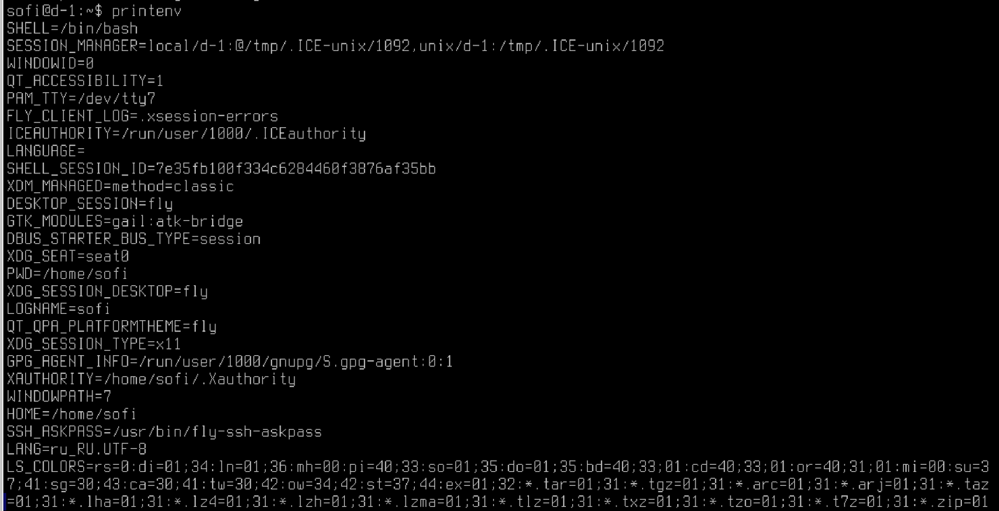 sofi@d-1:~$ printenv
SHELL=/bin/bash
SESSION_MANAGER=local/d-1:@/tmp/.ICE-unix/1092,unix/d-1:/tmp/.ICE-unix/1092
WINDOWID=0
QT_ACCESSIBILITY=1
PAM_TTY=/dev/tty7
FLY_CLIENT_LOG=.xsession-errors
ICEAUTHORITY=/run/user/1000/.ICEauthority
LANGUAGE=
SHELL_SESSION_ID=7e35fb100f334c6284460f3876af35bb
XDM_MANAGED=method=classic
DESKTOP_SESSION=fly
GTK_MODULES=gail:atk-bridge
DBUS_STARTER_BUS_TYPE=session
XDG_SEAT=seat0
PWD=/home/sofi
XDG_SESSION_DESKTOP=fly
LOGNAME=sofi
QT_QPA_PLATFORMTHEME=fly
XDG_SESSION_TYPE=x11
GPG_AGENT_INFO=/run/user/1000/gnupg/S.gpg-agent:0:1
XAUTHORITY=/home/sofi/.Xauthority
WINDOWPATH=7
HOME=/home/sofi
SSH_ASKPASS=/usr/bin/fly-ssh-askpass
LANG=ru_RU.UTF-8
LS_COLORS=rs=0:di=01;34:ln=01;36:mh=00:pi=40;33:so=01;35:do=01;35:bd=40;33;01:cd=40;33;01:or=40;31;01:mi=00:su=3
7;41:sg=30;43:ca=30;41:tw=30;42:ow=34;42:st=37;44:ex=01;32:*.tar=01;31:*.tgz=01;31:*.arc=01;31:*.arj=01;31:*.taz
=01;31:*.lha=01;31:*.lz4=01;31:*.lzh=01;31:*.lzma=01;31:*.tlz=01;31:*.txz=01;31:*.tzo=01;31:*.t7z=01;31:*.zip=01